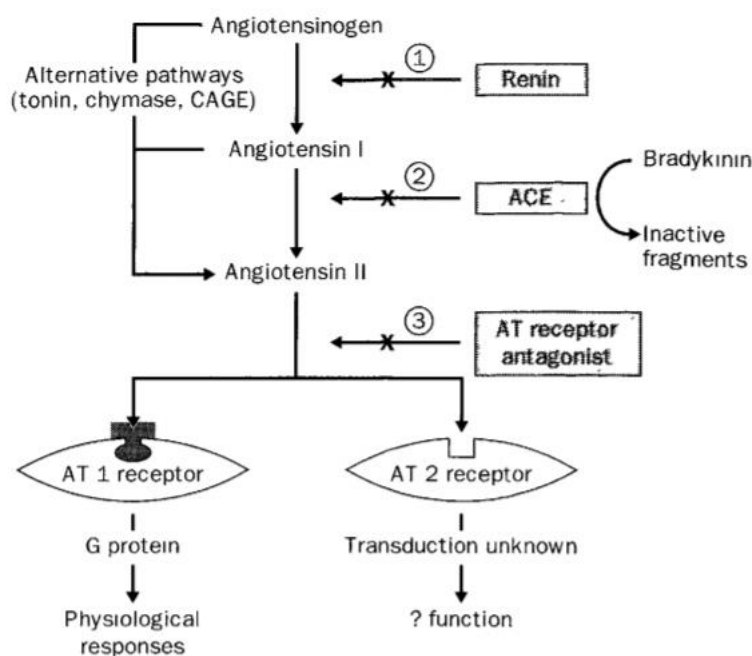 Angiotensinogen
Alternative pathways
(tonin, chymase, CAGE)
①
X
Renin
Angiotensin I
②
X
ACE
Bradykinin
Inactive
fragments
Angiotensin II
③
X
AT receptor
antagonist
AT 1 receptor
AT 2 receptor
G protein
Transduction unknown
Physiological
responses
? function